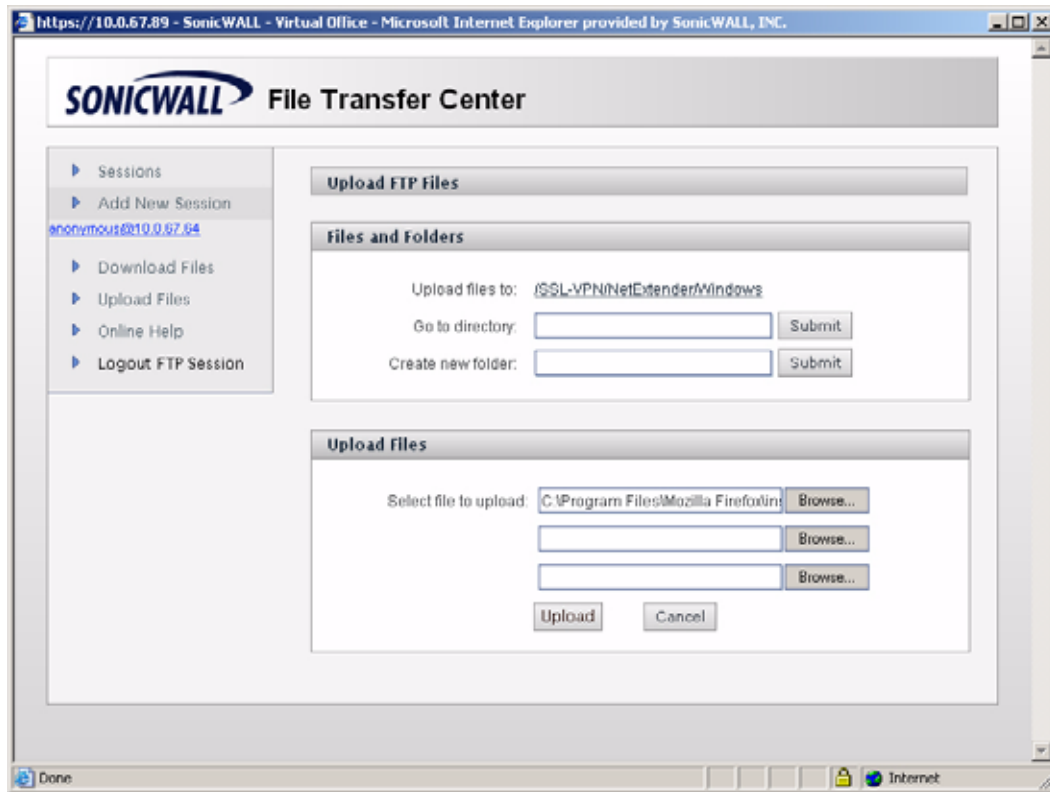 https://10.0.67.89 - SonicWALL - Virtual Office - Microsoft Internet Explorer provided by SonicWALL, INC.
SONICWALL File Transfer Center
Sessions
Add New Session
anonymous@10.0.67.64
Download Files
Upload Files
Online Help
Logout FTP Session
Upload FTP Files
Files and Folders
Upload files to: /SSL-VPN/NetExtender/Windows
Go to directory: Submit
Create new folder: Submit
Upload Files
Select file to upload: C:\Program Files\Mozilla Firefox\ins Browse...
Browse...
Browse...
Upload Cancel
Done Internet